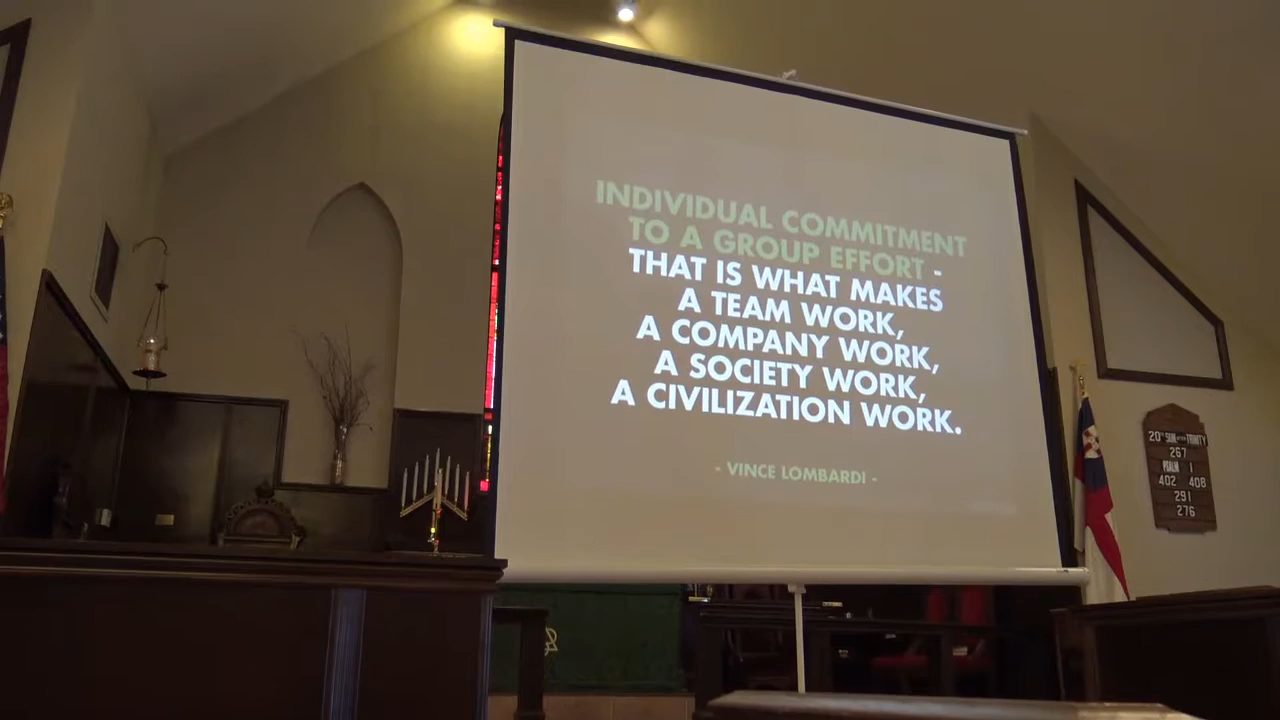 INDIVIDUAL COMMITMENT
TO A GROUP EFFORT -
THAT IS WHAT MAKES
A TEAM WORK,
A COMPANY WORK,
A SOCIETY WORK,
A CIVILIZATION WORK.
- VINCE LOMBARDI -
20TH SUN AFTER TRINITY
267
PSALM 1
402 408
291
276